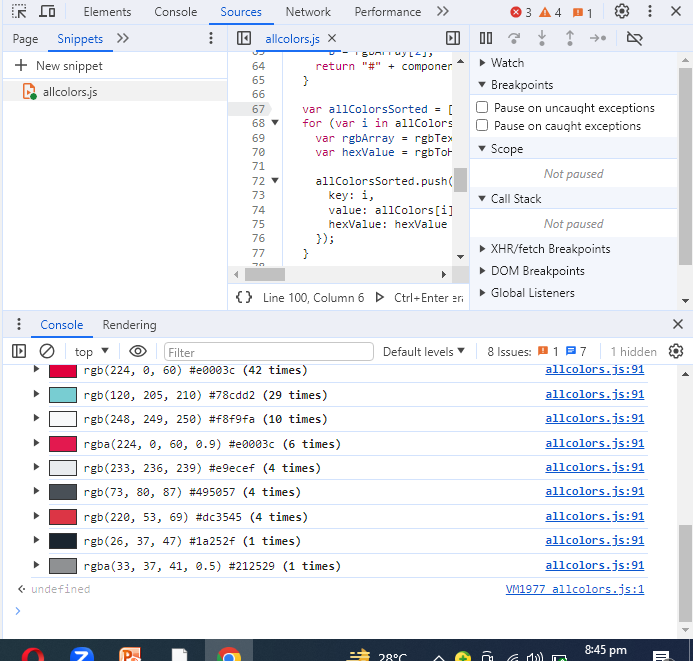 Elements Console Sources Network Performance 3 4 1
Page Snippets allcolors.js
New snippet
allcolors.js
64 return "#" + component
65 }
66
67 var allColorsSorted = [
68 for (var i in allColors
69 var rgbArray = rgbTex
70 var hexValue = rgbToH
71
72 allColorsSorted.push(
73 key: i,
74 value: allColors[i]
75 hexValue: hexValue
76 });
77 }
{ } Line 100, Column 6 Ctrl+Enter
Watch
Breakpoints
Pause on uncaught exceptions
Pause on caught exceptions
Scope
Not paused
Call Stack
Not paused
XHR/fetch Breakpoints
DOM Breakpoints
Global Listeners
Console Rendering
top Filter Default levels 8 Issues: 1 7 1 hidden
rgb(224, 0, 60) #e0003c (42 times) allcolors.js:91
rgb(120, 205, 210) #78cdd2 (29 times) allcolors.js:91
rgb(248, 249, 250) #f8f9fa (10 times) allcolors.js:91
rgba(224, 0, 60, 0.9) #e0003c (6 times) allcolors.js:91
rgb(233, 236, 239) #e9ecef (4 times) allcolors.js:91
rgb(73, 80, 87) #495057 (4 times) allcolors.js:91
rgb(220, 53, 69) #dc3545 (4 times) allcolors.js:91
rgb(26, 37, 47) #1a252f (1 times) allcolors.js:91
rgba(33, 37, 41, 0.5) #212529 (1 times) allcolors.js:91
undefined VM1977 allcolors.js:1
28°C 8:45 pm